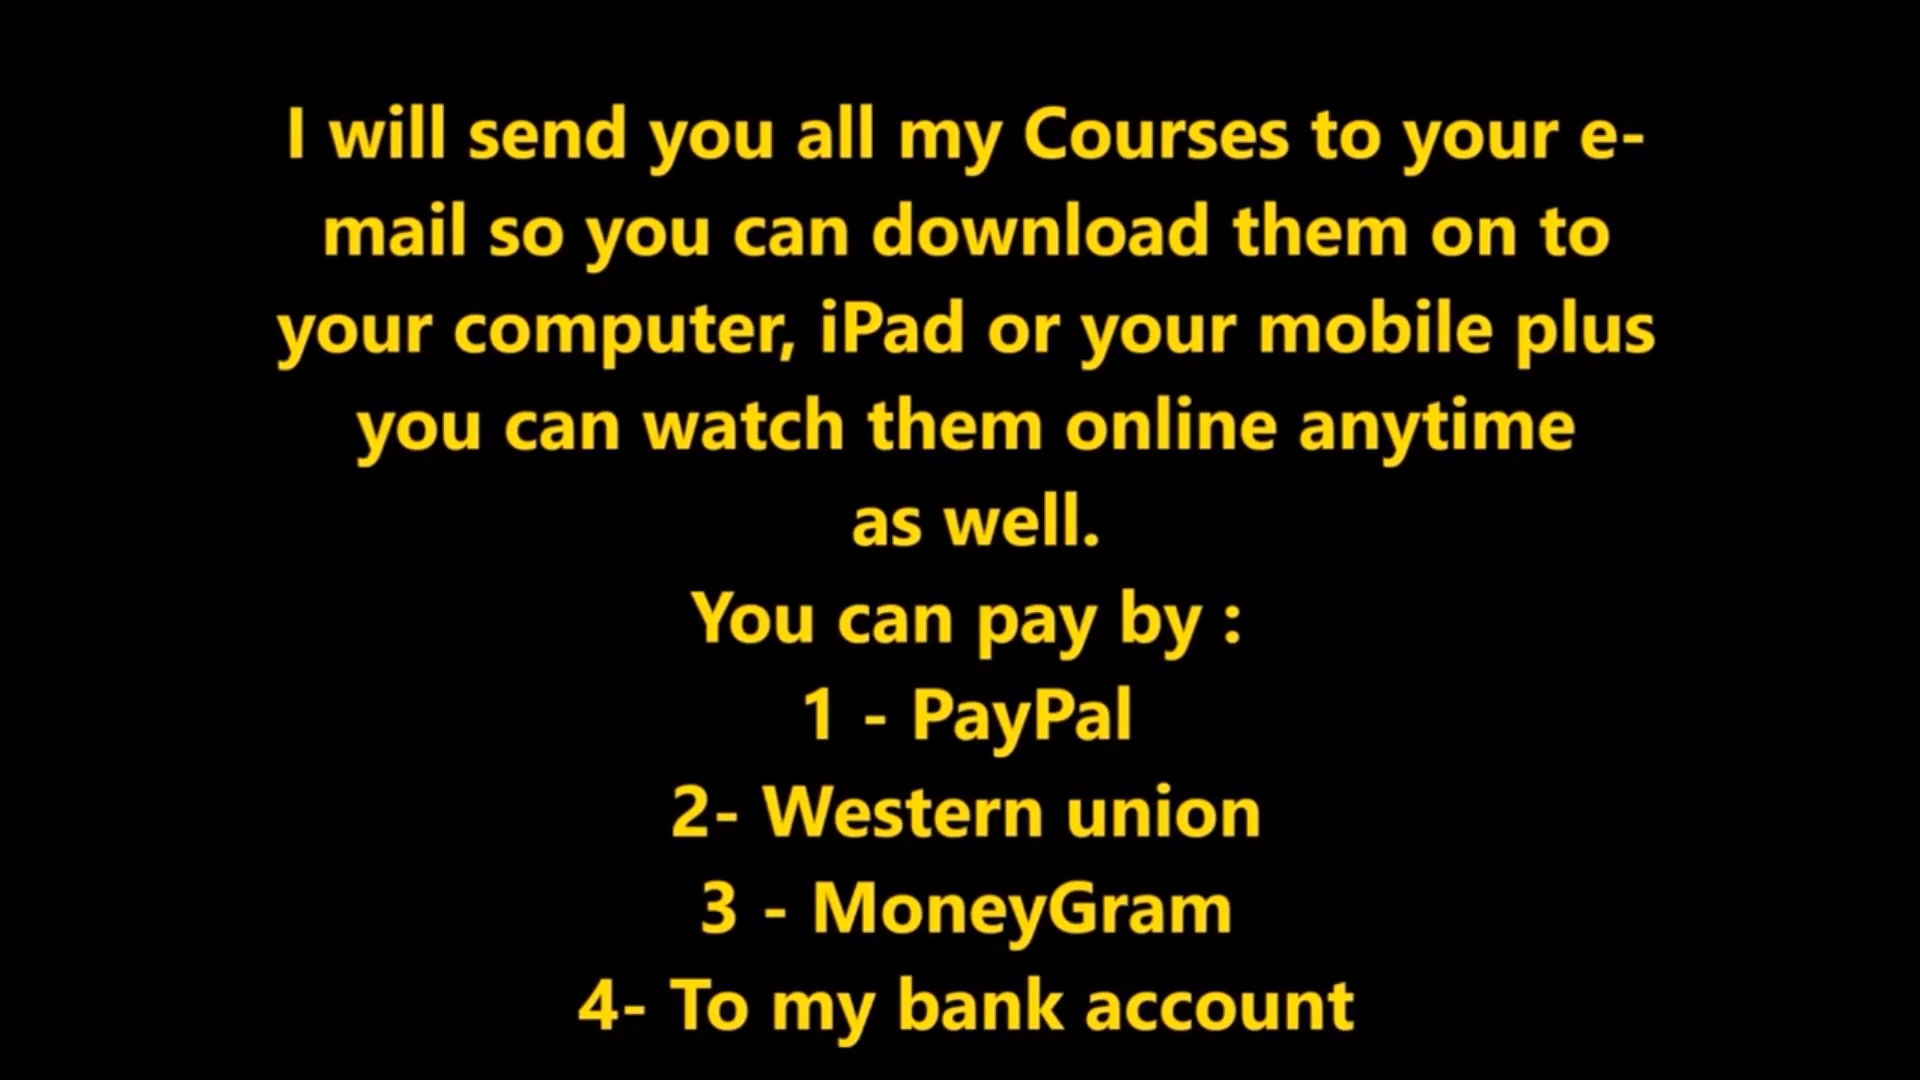 I will send you all my Courses to your e-
mail so you can download them on to
your computer, iPad or your mobile plus
you can watch them online anytime
as well.
You can pay by :
1 - PayPal
2- Western union
3 - MoneyGram
4- To my bank account